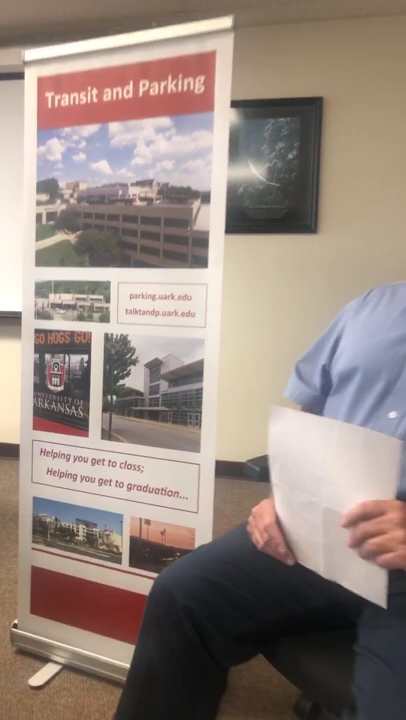 Transit and Parking
parking.uark.edu
talktandp.uark.edu
GO HOGS GO!
UNIVERSITY OF
ARKANSAS
Helping you get to class;
Helping you get to graduation...